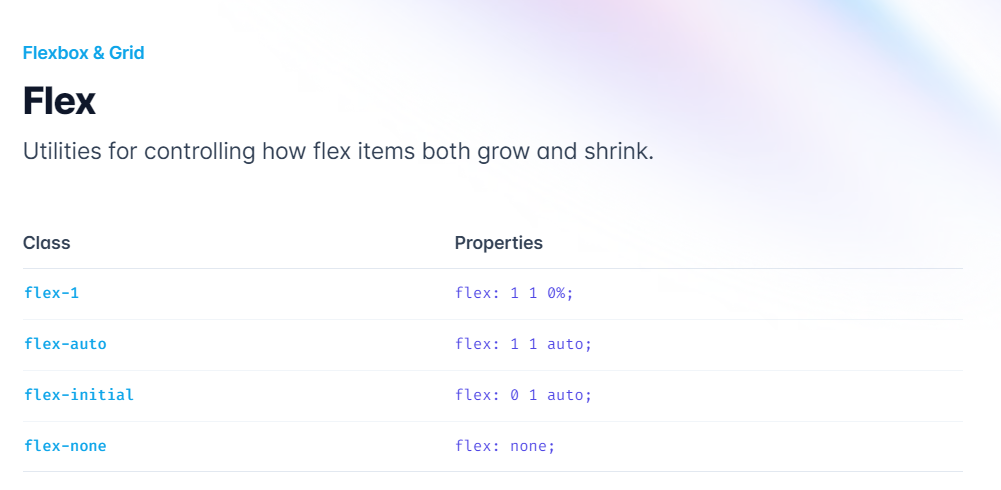 Flexbox & Grid
Flex
Utilities for controlling how flex items both grow and shrink.
Class Properties
flex-1 flex: 1 1 0%;
flex-auto flex: 1 1 auto;
flex-initial flex: 0 1 auto;
flex-none flex: none;